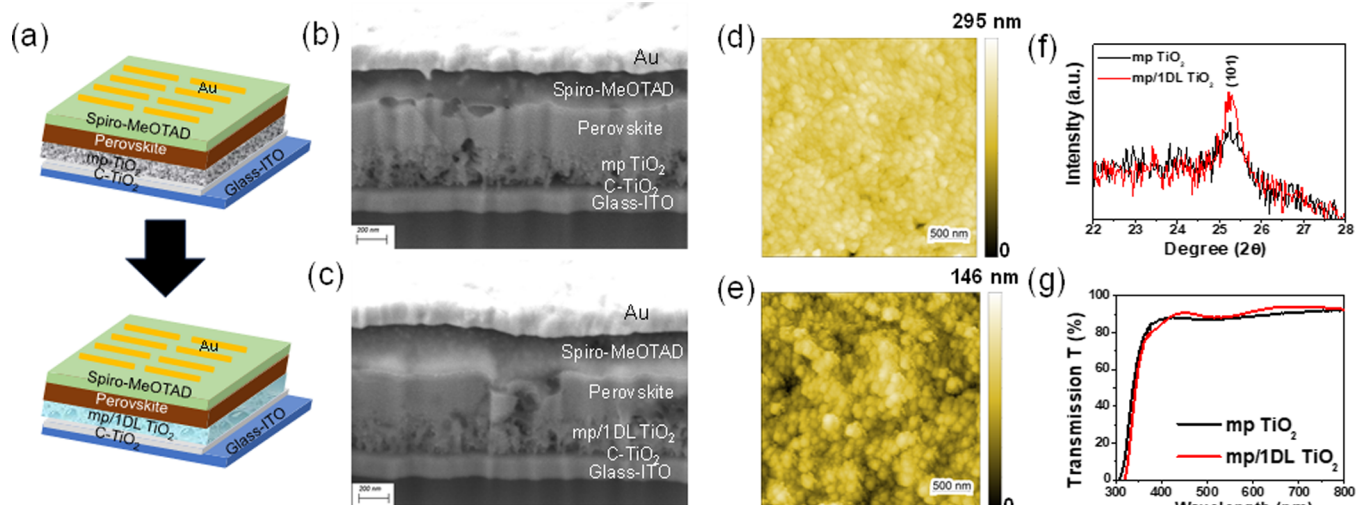 (a)
Au
Spiro-MeOTAD
Perovskite
mp TiO₂
C-TiO₂
Glass-ITO
Au
Spiro-MeOTAD
Perovskite
mp/1DL TiO₂
C-TiO₂
Glass-ITO
(b)
Au
Spiro-MeOTAD
Perovskite
mp TiO₂
C-TiO₂
Glass-ITO
200 nm
(c)
Au
Spiro-MeOTAD
Perovskite
mp/1DL TiO₂
C-TiO₂
Glass-ITO
200 nm
(d)
295 nm
500 nm
0
(e)
146 nm
500 nm
0
(f)
mp TiO₂
mp/1DL TiO₂
(101)
Intensity (a.u.)
22 23 24 25 26 27 28
Degree (2θ)
(g)
100
80
60
40
20
0
Transmission T (%)
mp TiO₂
mp/1DL TiO₂
300 400 500 600 700 800
Wavelength (nm)